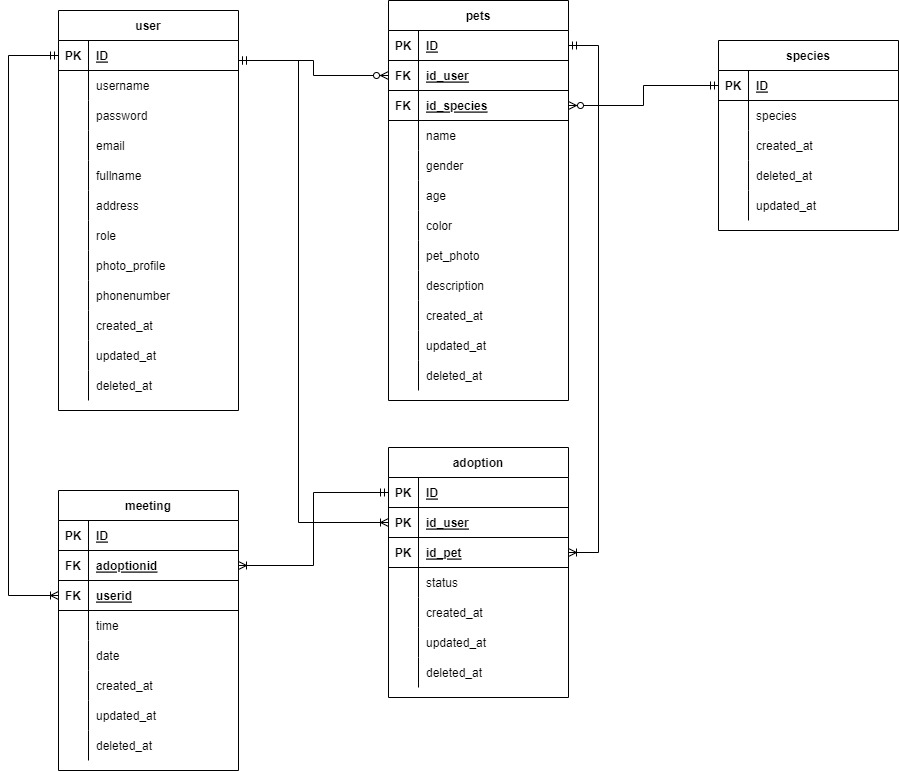 user
PK ID
username
password
email
fullname
address
role
photo_profile
phonenumber
created_at
updated_at
deleted_at
pets
PK ID
FK id_user
FK id_species
name
gender
age
color
pet_photo
description
created_at
updated_at
deleted_at
species
PK ID
species
created_at
deleted_at
updated_at
meeting
PK ID
FK adoptionid
FK userid
time
date
created_at
updated_at
deleted_at
adoption
PK ID
PK id_user
PK id_pet
status
created_at
updated_at
deleted_at